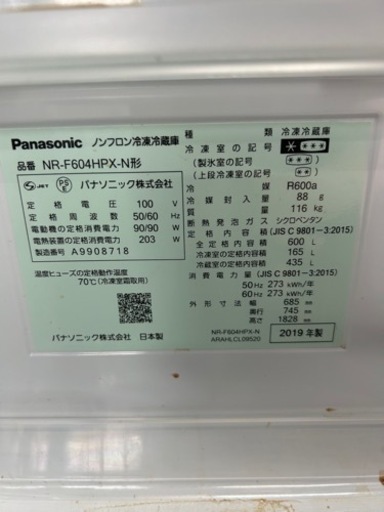 Panasonic ノンフロン冷凍冷蔵庫
品番 NR-F604HPX-N形
JET PSE パナソニック株式会社
定格電圧 100 V
定格周波数 50/60 Hz
電動機の定格消費電力 90/90 W
電熱装置の定格消費電力 203 W
製造番号 A9908718
温度ヒューズの定格動作温度
70℃(冷凍室霜取用)
パナソニック株式会社 日本製
種類 冷凍冷蔵庫
冷凍室の記号
(製氷室の記号)
(上段冷凍室の記号)
冷媒 R600a
冷媒封入量 88 g
質量 116 kg
断熱材発泡ガス シクロペンタン
定格内容積 (JIS C 9801-3:2015)
全定格内容積 600 L
冷凍室の定格内容積 165 L
冷蔵室の定格内容積 435 L
消費電力量 (JIS C 9801-3:2015)
50Hz 273 kWh/年
60Hz 273 kWh/年
外形寸法 幅 685 mm
奥行 745 mm
高さ 1828 mm
NR-F604HPX-N
ARAHLCL09520
2019年製